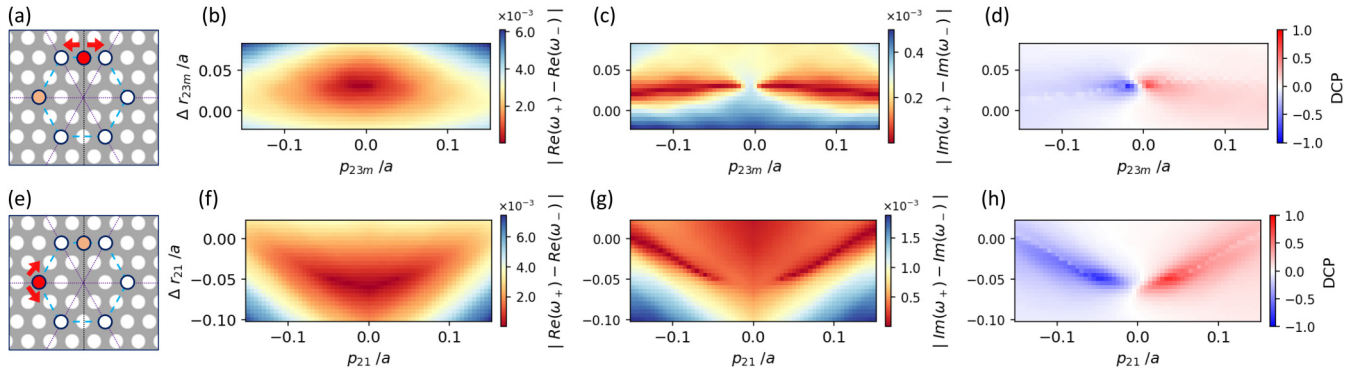 (a)
(b)
×10⁻³
6.0
4.0
2.0
0.05
0.00
Δ r₂₃ₘ /a
−0.1
0.0
0.1
p₂₃ₘ /a
| Re(ω₊) − Re(ω₋) |
(c)
×10⁻³
0.4
0.2
0.05
0.00
−0.1
0.0
0.1
p₂₃ₘ /a
| Im(ω₊) − Im(ω₋) |
(d)
1.0
0.5
0.0
−0.5
−1.0
DCP
0.05
0.00
−0.1
0.0
0.1
p₂₃ₘ /a
(e)
(f)
×10⁻³
6.0
4.0
2.0
0.00
−0.05
−0.10
Δ r₂₁ /a
−0.1
0.0
0.1
p₂₁ /a
| Re(ω₊) − Re(ω₋) |
(g)
×10⁻³
1.5
1.0
0.5
0.00
−0.05
−0.10
−0.1
0.0
0.1
p₂₁ /a
| Im(ω₊) − Im(ω₋) |
(h)
1.0
0.5
0.0
−0.5
−1.0
DCP
0.00
−0.05
−0.10
−0.1
0.0
0.1
p₂₁ /a